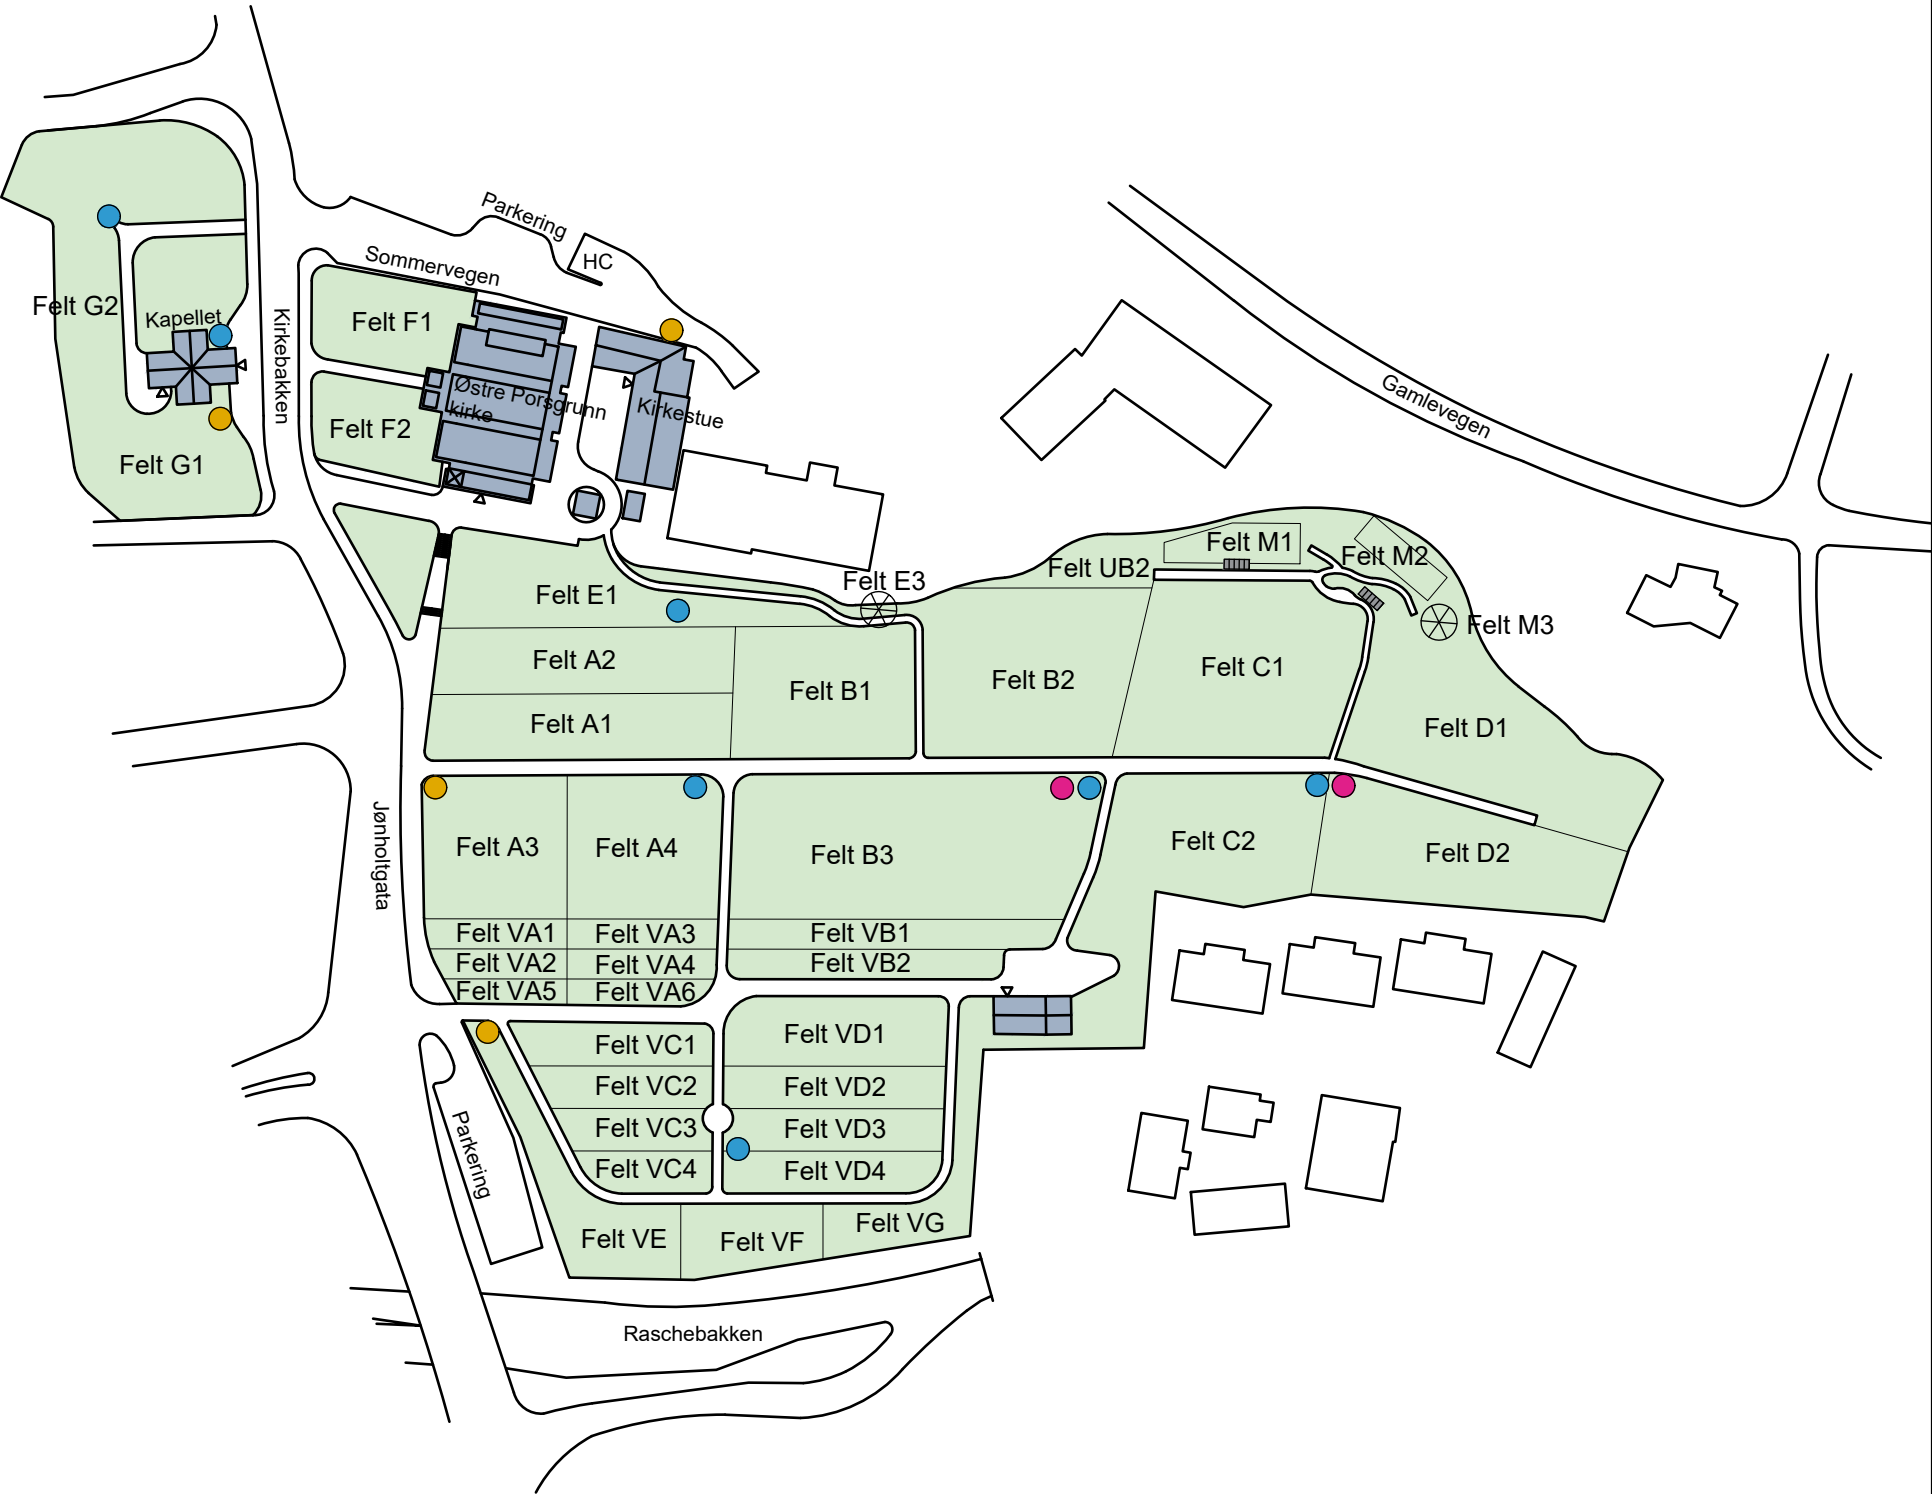 Parkering
HC
Sommervegen
Felt G2
Kapellet
Kirkebakken
Felt F1
Østre Porsgrunn
kirke
Kirkestue
Felt F2
Felt G1
Gamlevegen
Felt M1
Felt M2
Felt UB2
Felt E3
Felt E1
Felt M3
Felt A2
Felt B1
Felt B2
Felt C1
Felt A1
Felt D1
Jønholtgata
Felt A3
Felt A4
Felt B3
Felt C2
Felt D2
Felt VA1
Felt VA3
Felt VB1
Felt VA2
Felt VA4
Felt VB2
Felt VA5
Felt VA6
Felt VC1
Felt VD1
Felt VC2
Felt VD2
Felt VC3
Felt VD3
Felt VC4
Felt VD4
Parkering
Felt VE
Felt VF
Felt VG
Raschebakken